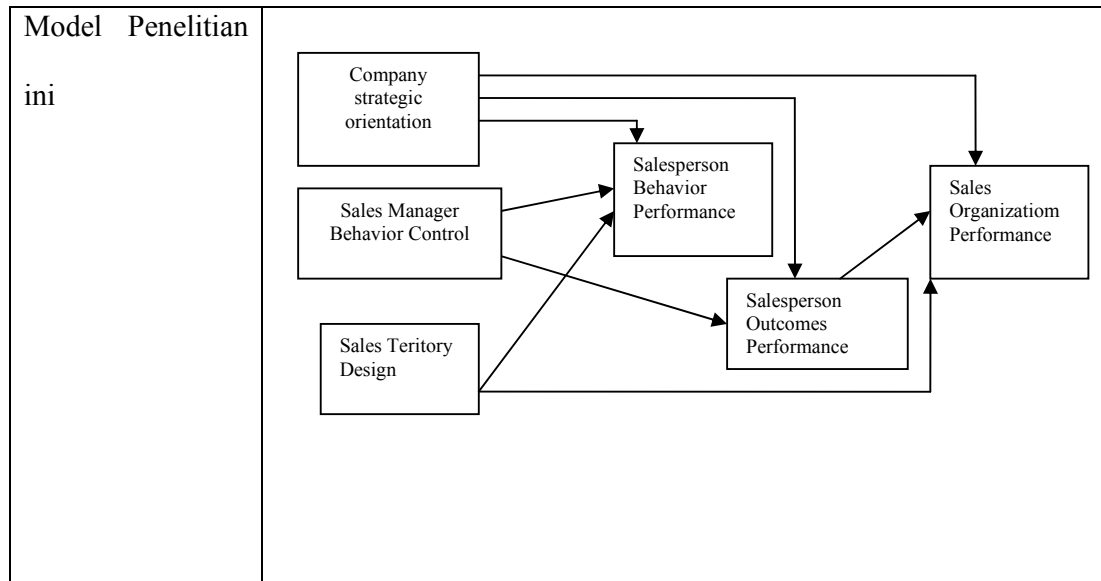 Model Penelitian
ini
Company
strategic
orientation
Salesperson
Behavior
Performance
Sales
Organizatiom
Performance
Sales Manager
Behavior Control
Salesperson
Outcomes
Performance
Sales Teritory
Design